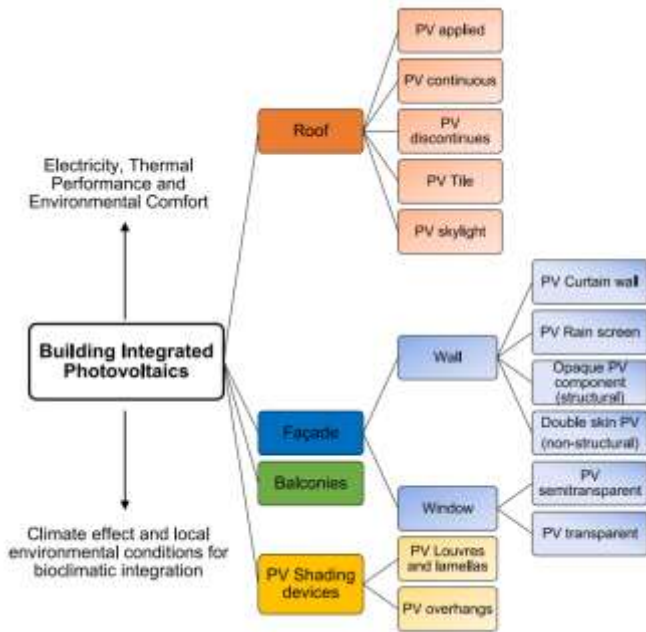 PV applied
PV continuous
Roof
PV
discontinues
Electricity, Thermal
Performance and
Environmental Comfort
PV Tile
PV skylight
PV Curtain wall
Building Integrated
Photovoltaics
PV Rain screen
Wall
Opaque PV
component
(structural)
Façade
Double skin PV
(non-structural)
Balconies
PV
semitransparent
Window
PV transparent
Climate effect and local
environmental conditions for
bioclimatic integration
PV Shading
devices
PV Louvres
and lamellas
PV overhangs